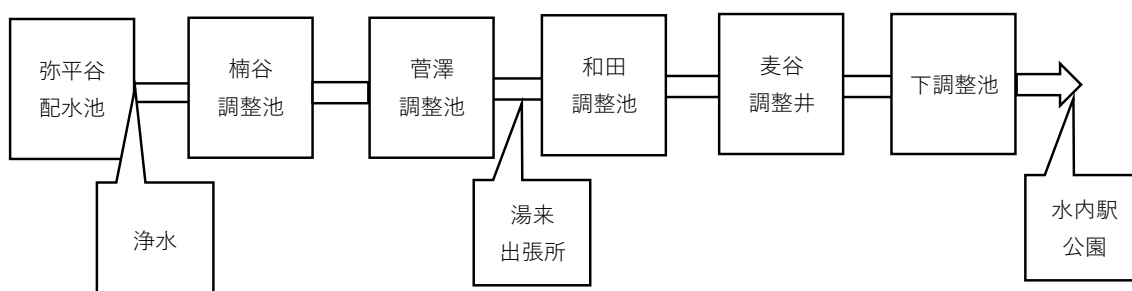 弥平谷
配水池
楠谷
調整池
菅澤
調整池
和田
調整池
麦谷
調整井
下調整池
浄水
湯来
出張所
水内駅
公園